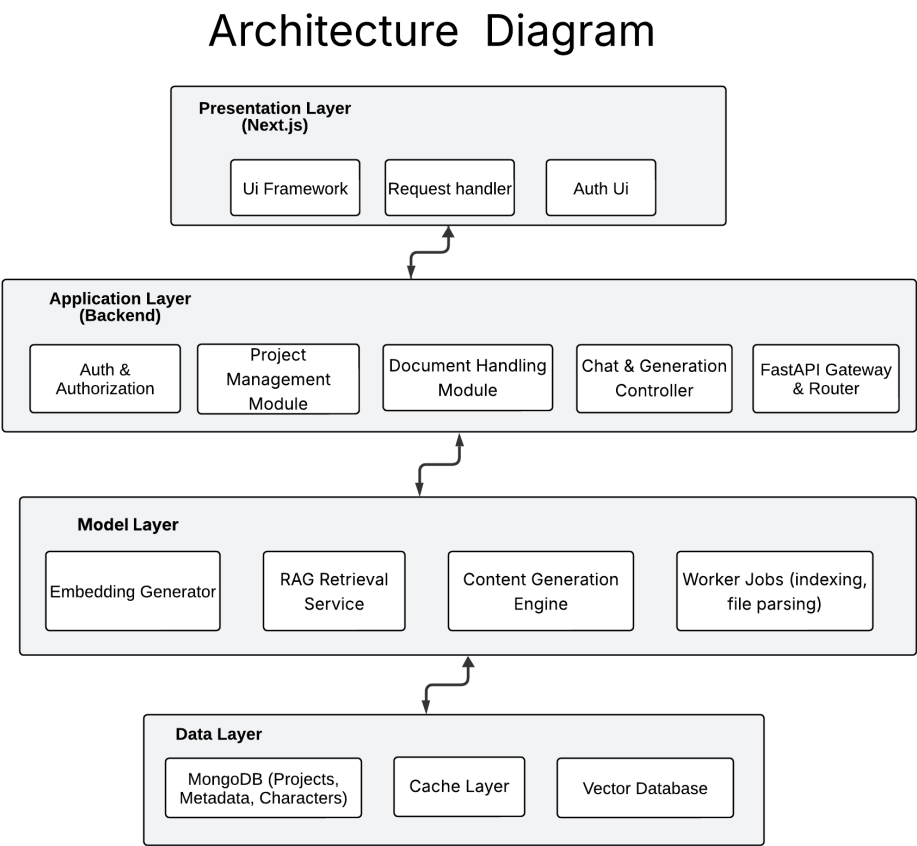 Architecture Diagram
Presentation Layer
(Next.js)
Ui Framework
Request handler
Auth Ui
Application Layer
(Backend)
Auth &
Authorization
Project
Management
Module
Document Handling
Module
Chat & Generation
Controller
FastAPI Gateway
& Router
Model Layer
Embedding Generator
RAG Retrieval
Service
Content Generation
Engine
Worker Jobs (indexing,
file parsing)
Data Layer
MongoDB (Projects,
Metadata, Characters)
Cache Layer
Vector Database